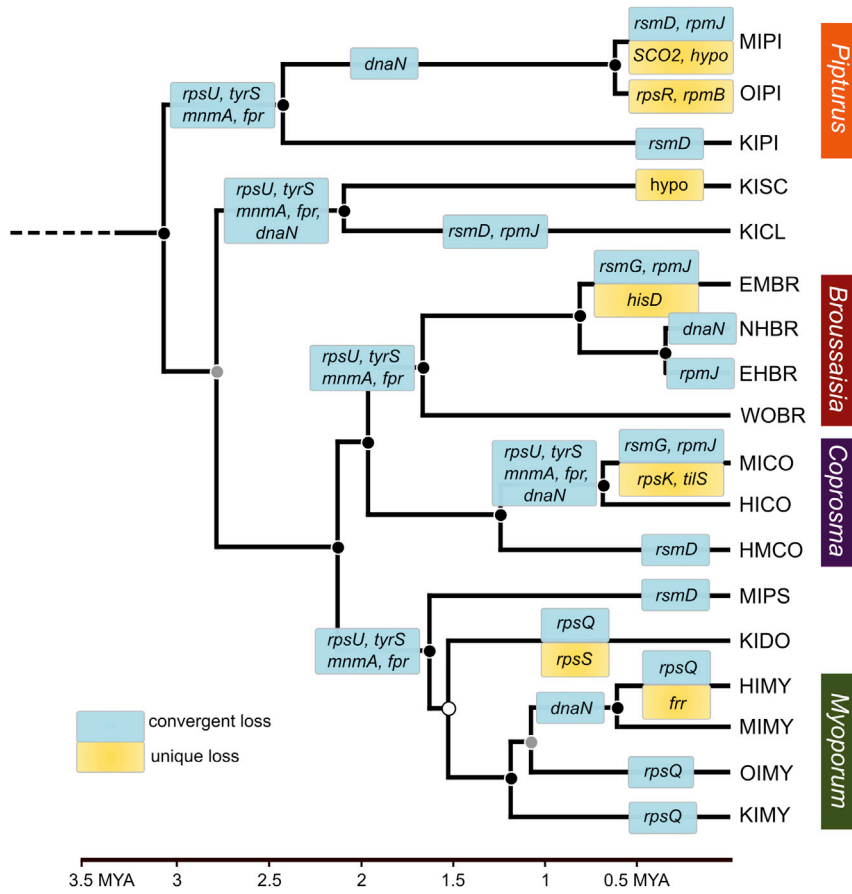 rsmD, rpmJ
MIPI
SCO2, hypo
dnaN
OIPI
rpsR, rpmB
rpsU, tyrS
mnmA, fpr
KIPI
rsmD
Pipturus
KISC
hypo
rpsU, tyrS
mnmA, fpr,
dnaN
KICL
rsmD, rpmJ
EMBR
rsmG, rpmJ
hisD
NHBR
dnaN
EHBR
rpmJ
rpsU, tyrS
mnmA, fpr
WOBR
Broussaisia
MICO
rsmG, rpmJ
rpsK, tilS
rpsU, tyrS
mnmA, fpr,
dnaN
HICO
HMCO
rsmD
Coprosma
MIPS
rsmD
rpsQ
KIDO
rpsS
rpsU, tyrS
mnmA, fpr
HIMY
rpsQ
frr
dnaN
MIMY
OIMY
rpsQ
KIMY
rpsQ
Myoporum
convergent loss
unique loss
3.5 MYA 3 2.5 2 1.5 1 0.5 MYA